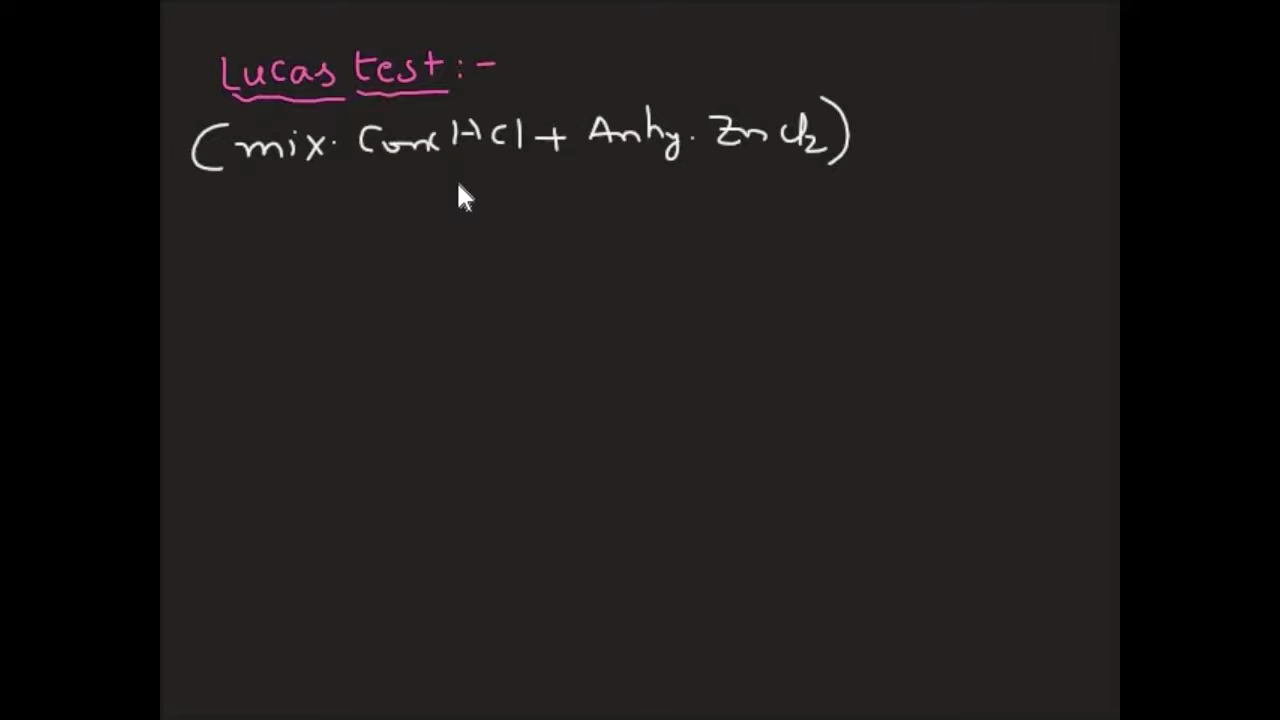 Lucas test :-
(mix. Conc HCl + Anhy. ZnCl₂)